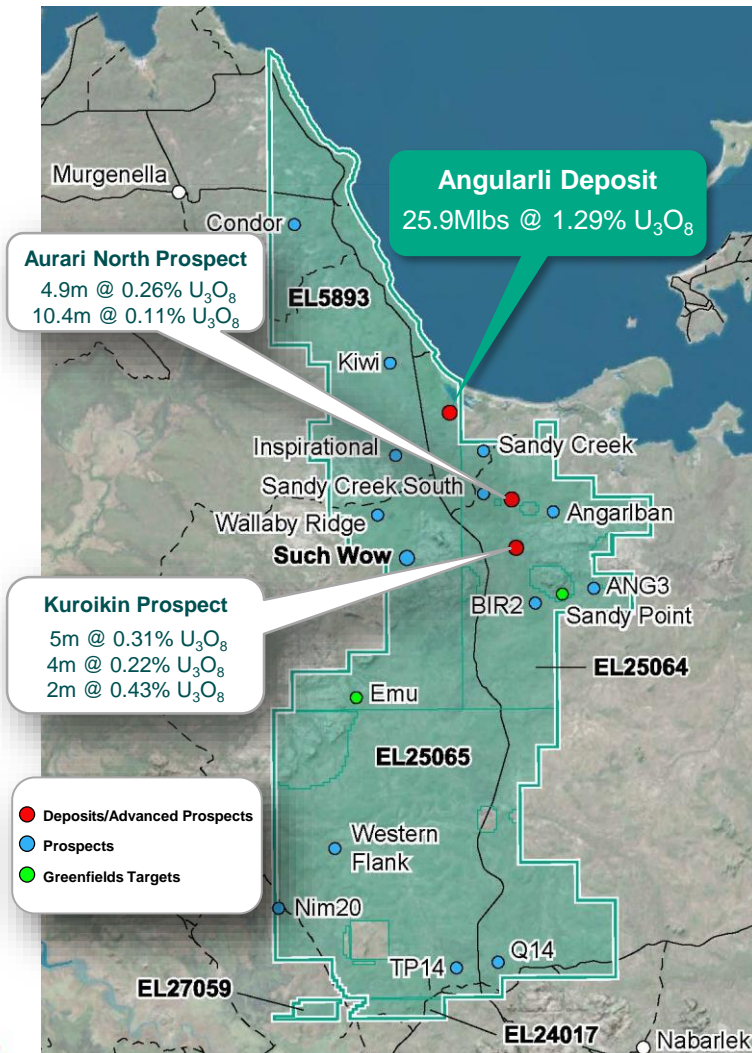 Murgenella
Condor
Angularli Deposit
25.9Mlbs @ 1.29% U₃O₈
Aurari North Prospect
4.9m @ 0.26% U₃O₈
10.4m @ 0.11% U₃O₈
EL5893
Kiwi
Inspirational
Sandy Creek
Sandy Creek South
Wallaby Ridge
Angarlban
Such Wow
Kuroikin Prospect
5m @ 0.31% U₃O₈
4m @ 0.22% U₃O₈
2m @ 0.43% U₃O₈
ANG3
BIR2
Sandy Point
EL25064
Emu
EL25065
Deposits/Advanced Prospects
Prospects
Greenfields Targets
Western
Flank
Nim20
TP14
Q14
EL27059
EL24017
Nabarlek